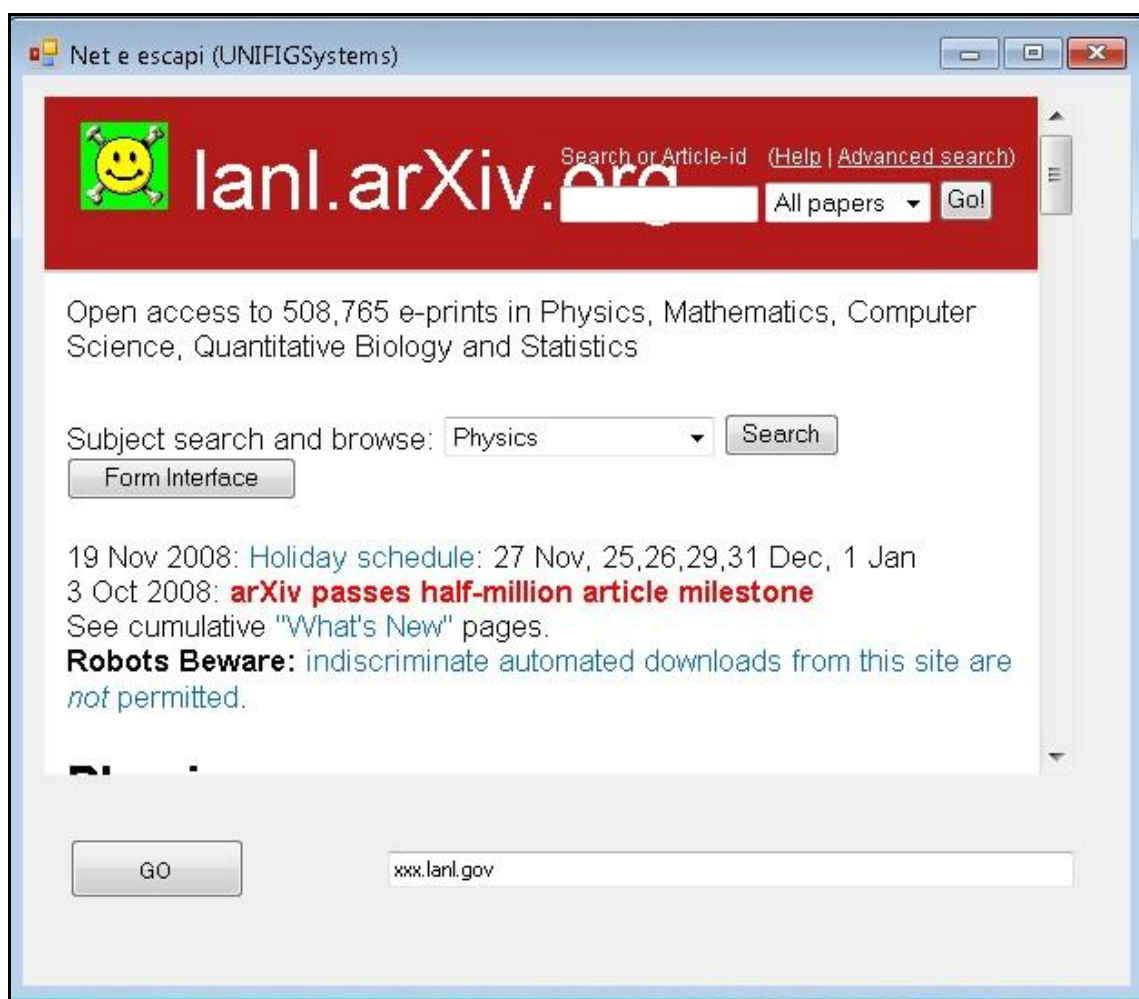 Net e escapi (UNIFIGSystems)
Search or Article-id (Help | Advanced search)
lanl.arXiv.org
All papers Go!
Open access to 508,765 e-prints in Physics, Mathematics, Computer
Science, Quantitative Biology and Statistics
Subject search and browse: Physics Search
Form Interface
19 Nov 2008: Holiday schedule: 27 Nov, 25,26,29,31 Dec, 1 Jan
3 Oct 2008: arXiv passes half-million article milestone
See cumulative "What's New" pages.
Robots Beware: indiscriminate automated downloads from this site are
not permitted.
GO xxx.lanl.gov